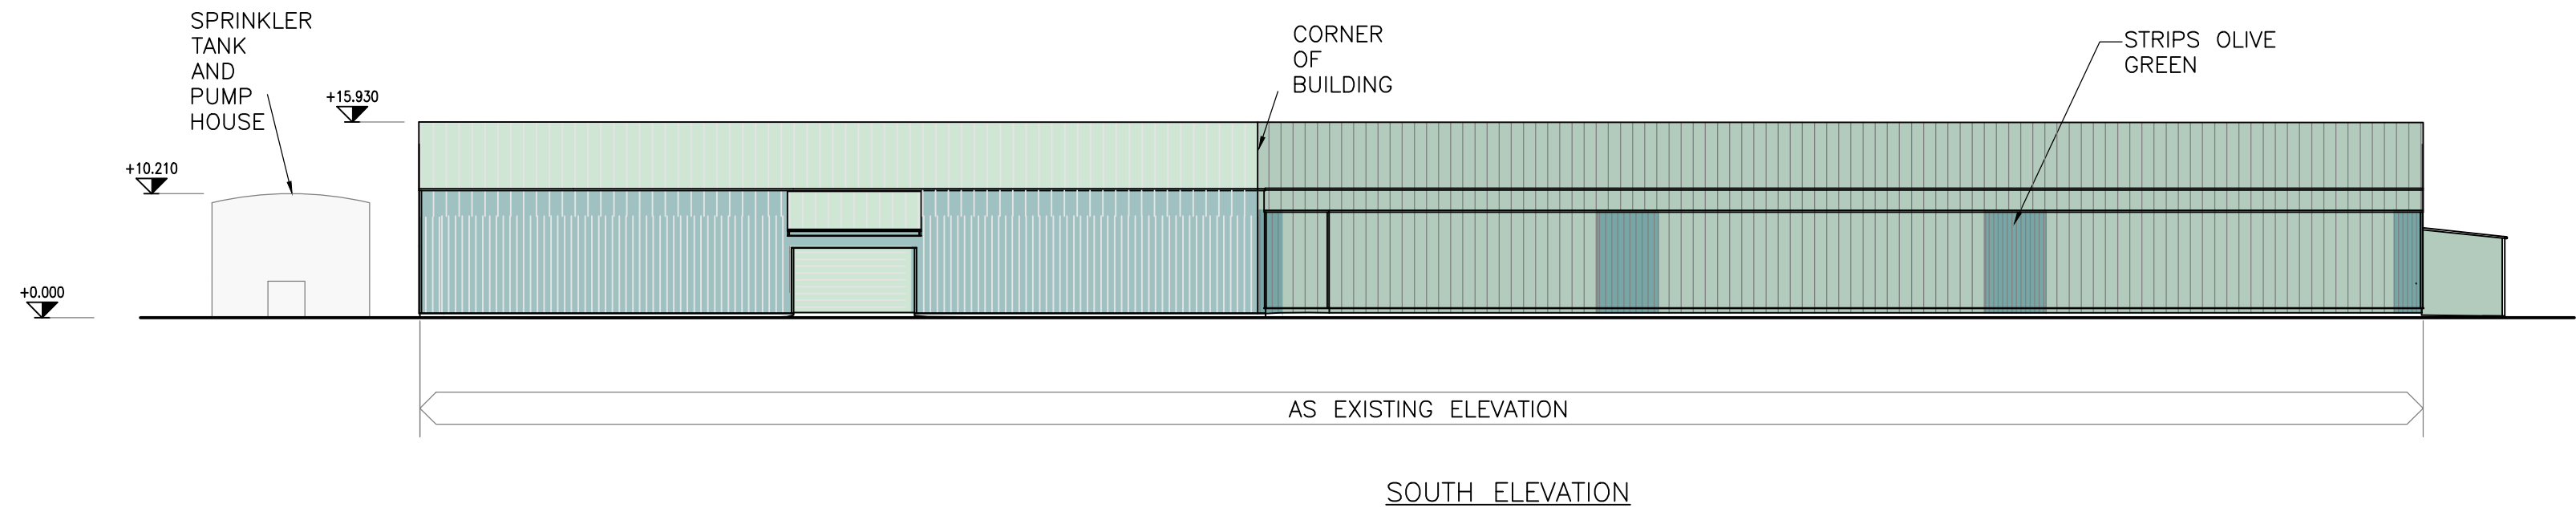 SPRINKLER
TANK
AND
PUMP
HOUSE
+15.930
+10.210
+0.000
CORNER
OF
BUILDING
STRIPS OLIVE
GREEN
AS EXISTING ELEVATION
SOUTH ELEVATION